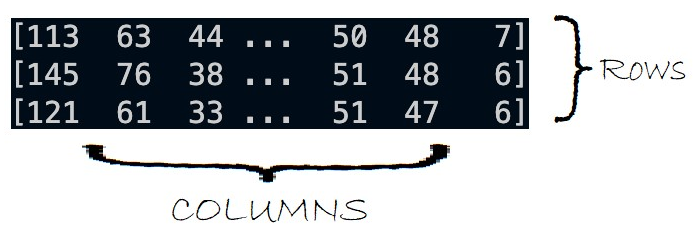 [113 63 44 ... 50 48 7]
[145 76 38 ... 51 48 6]
[121 61 33 ... 51 47 6]
ROWS
COLUMNS